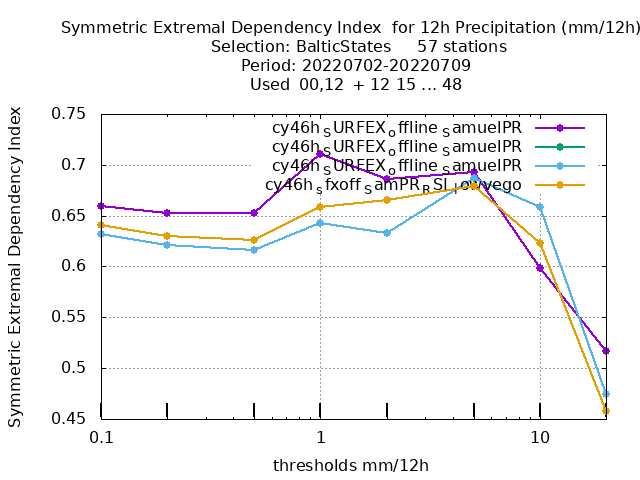 Symmetric Extremal Dependency Index  for 12h Precipitation (mm/12h)
Selection: BalticStates     57 stations
Period: 20220702-20220709
Used  00,12  + 12 15 ... 48
Symmetric Extremal Dependency Index
0.75
0.7
0.65
0.6
0.55
0.5
0.45
cy46h_SURFEX_offline_SamuelPR
cy46h_SURFEX_offline_SamuelPR
cy46h_SURFEX_offline_SamuelPR
0.1
1
10
thresholds mm/12h